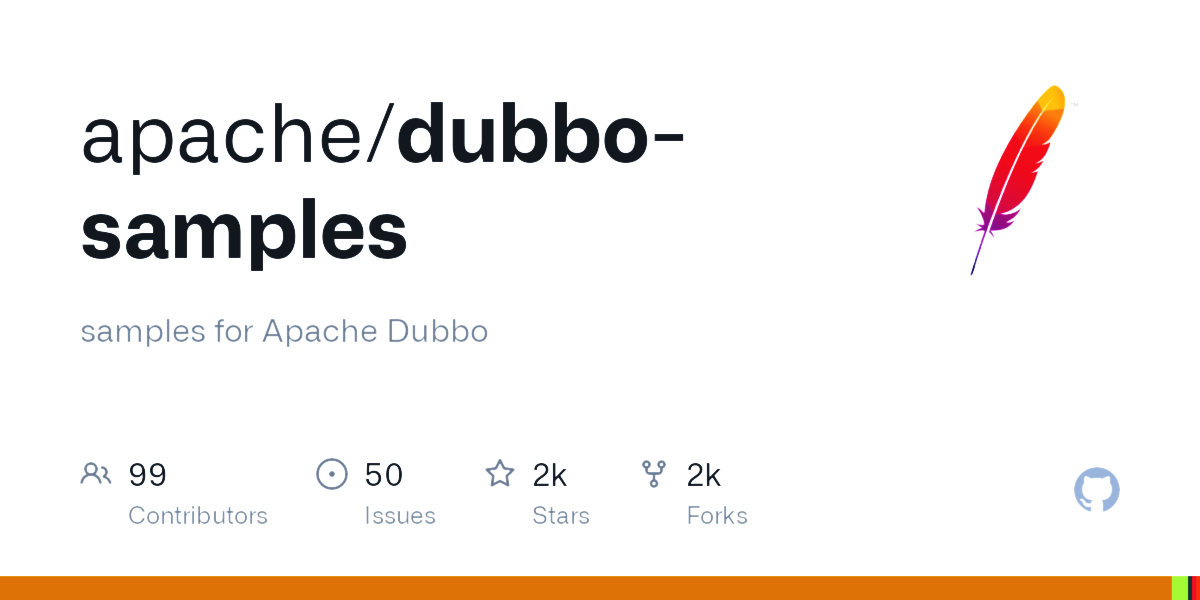 apache/dubbo-
samples
samples for Apache Dubbo
99 50 2k 2k
Contributors Issues Stars Forks